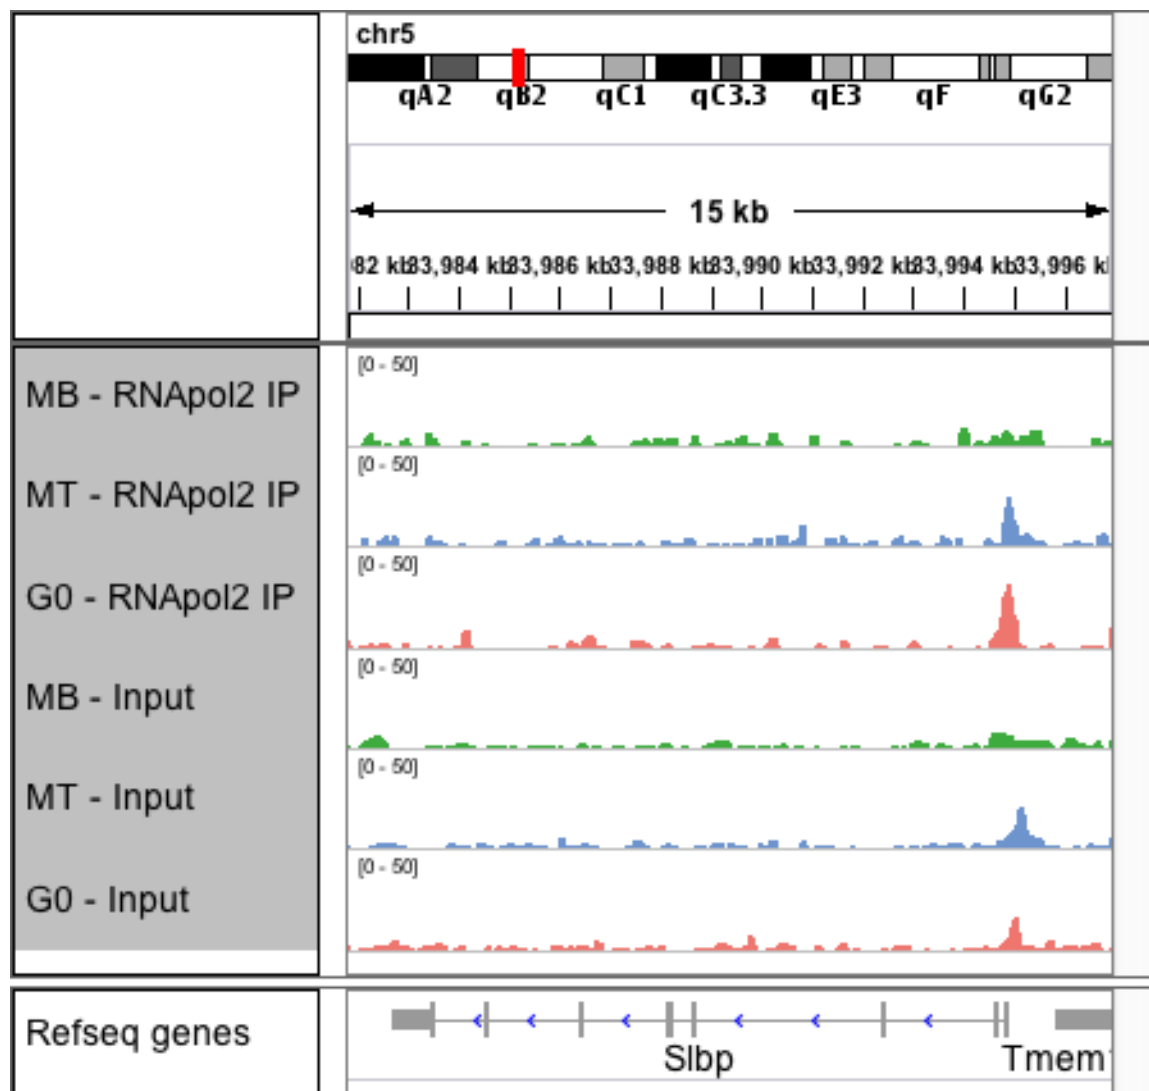 chr5
qA2 qB2 qC1 qC3.3 qE3 qF qG2
15 kb
82 kb 33,984 kb 33,986 kb 33,988 kb 33,990 kb 33,992 kb 33,994 kb 33,996 k
MB - RNApol2 IP [0 - 50]
MT - RNApol2 IP [0 - 50]
G0 - RNApol2 IP [0 - 50]
MB - Input [0 - 50]
MT - Input [0 - 50]
G0 - Input [0 - 50]
Refseq genes
Slbp Tmem